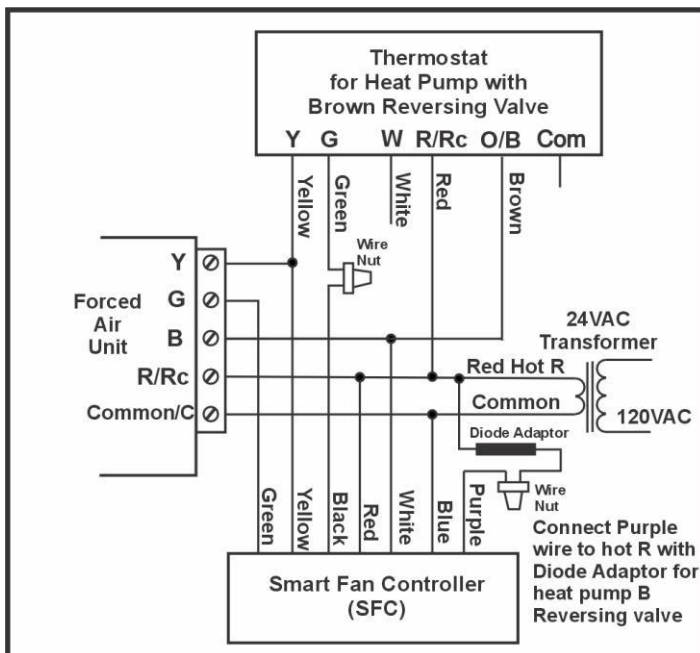 Thermostat
for Heat Pump with
Brown Reversing Valve
Y G W R/Rc O/B Com
Yellow
Green
White
Red
Brown
Wire
Nut
Forced
Air
Unit
Y
G
B
R/Rc
Common/C
24VAC
Transformer
Red Hot R
Common
120VAC
Diode Adaptor
Wire
Nut
Green
Yellow
Black
Red
White
Blue
Purple
Connect Purple
wire to hot R with
Diode Adaptor for
heat pump B
Reversing valve
Smart Fan Controller
(SFC)